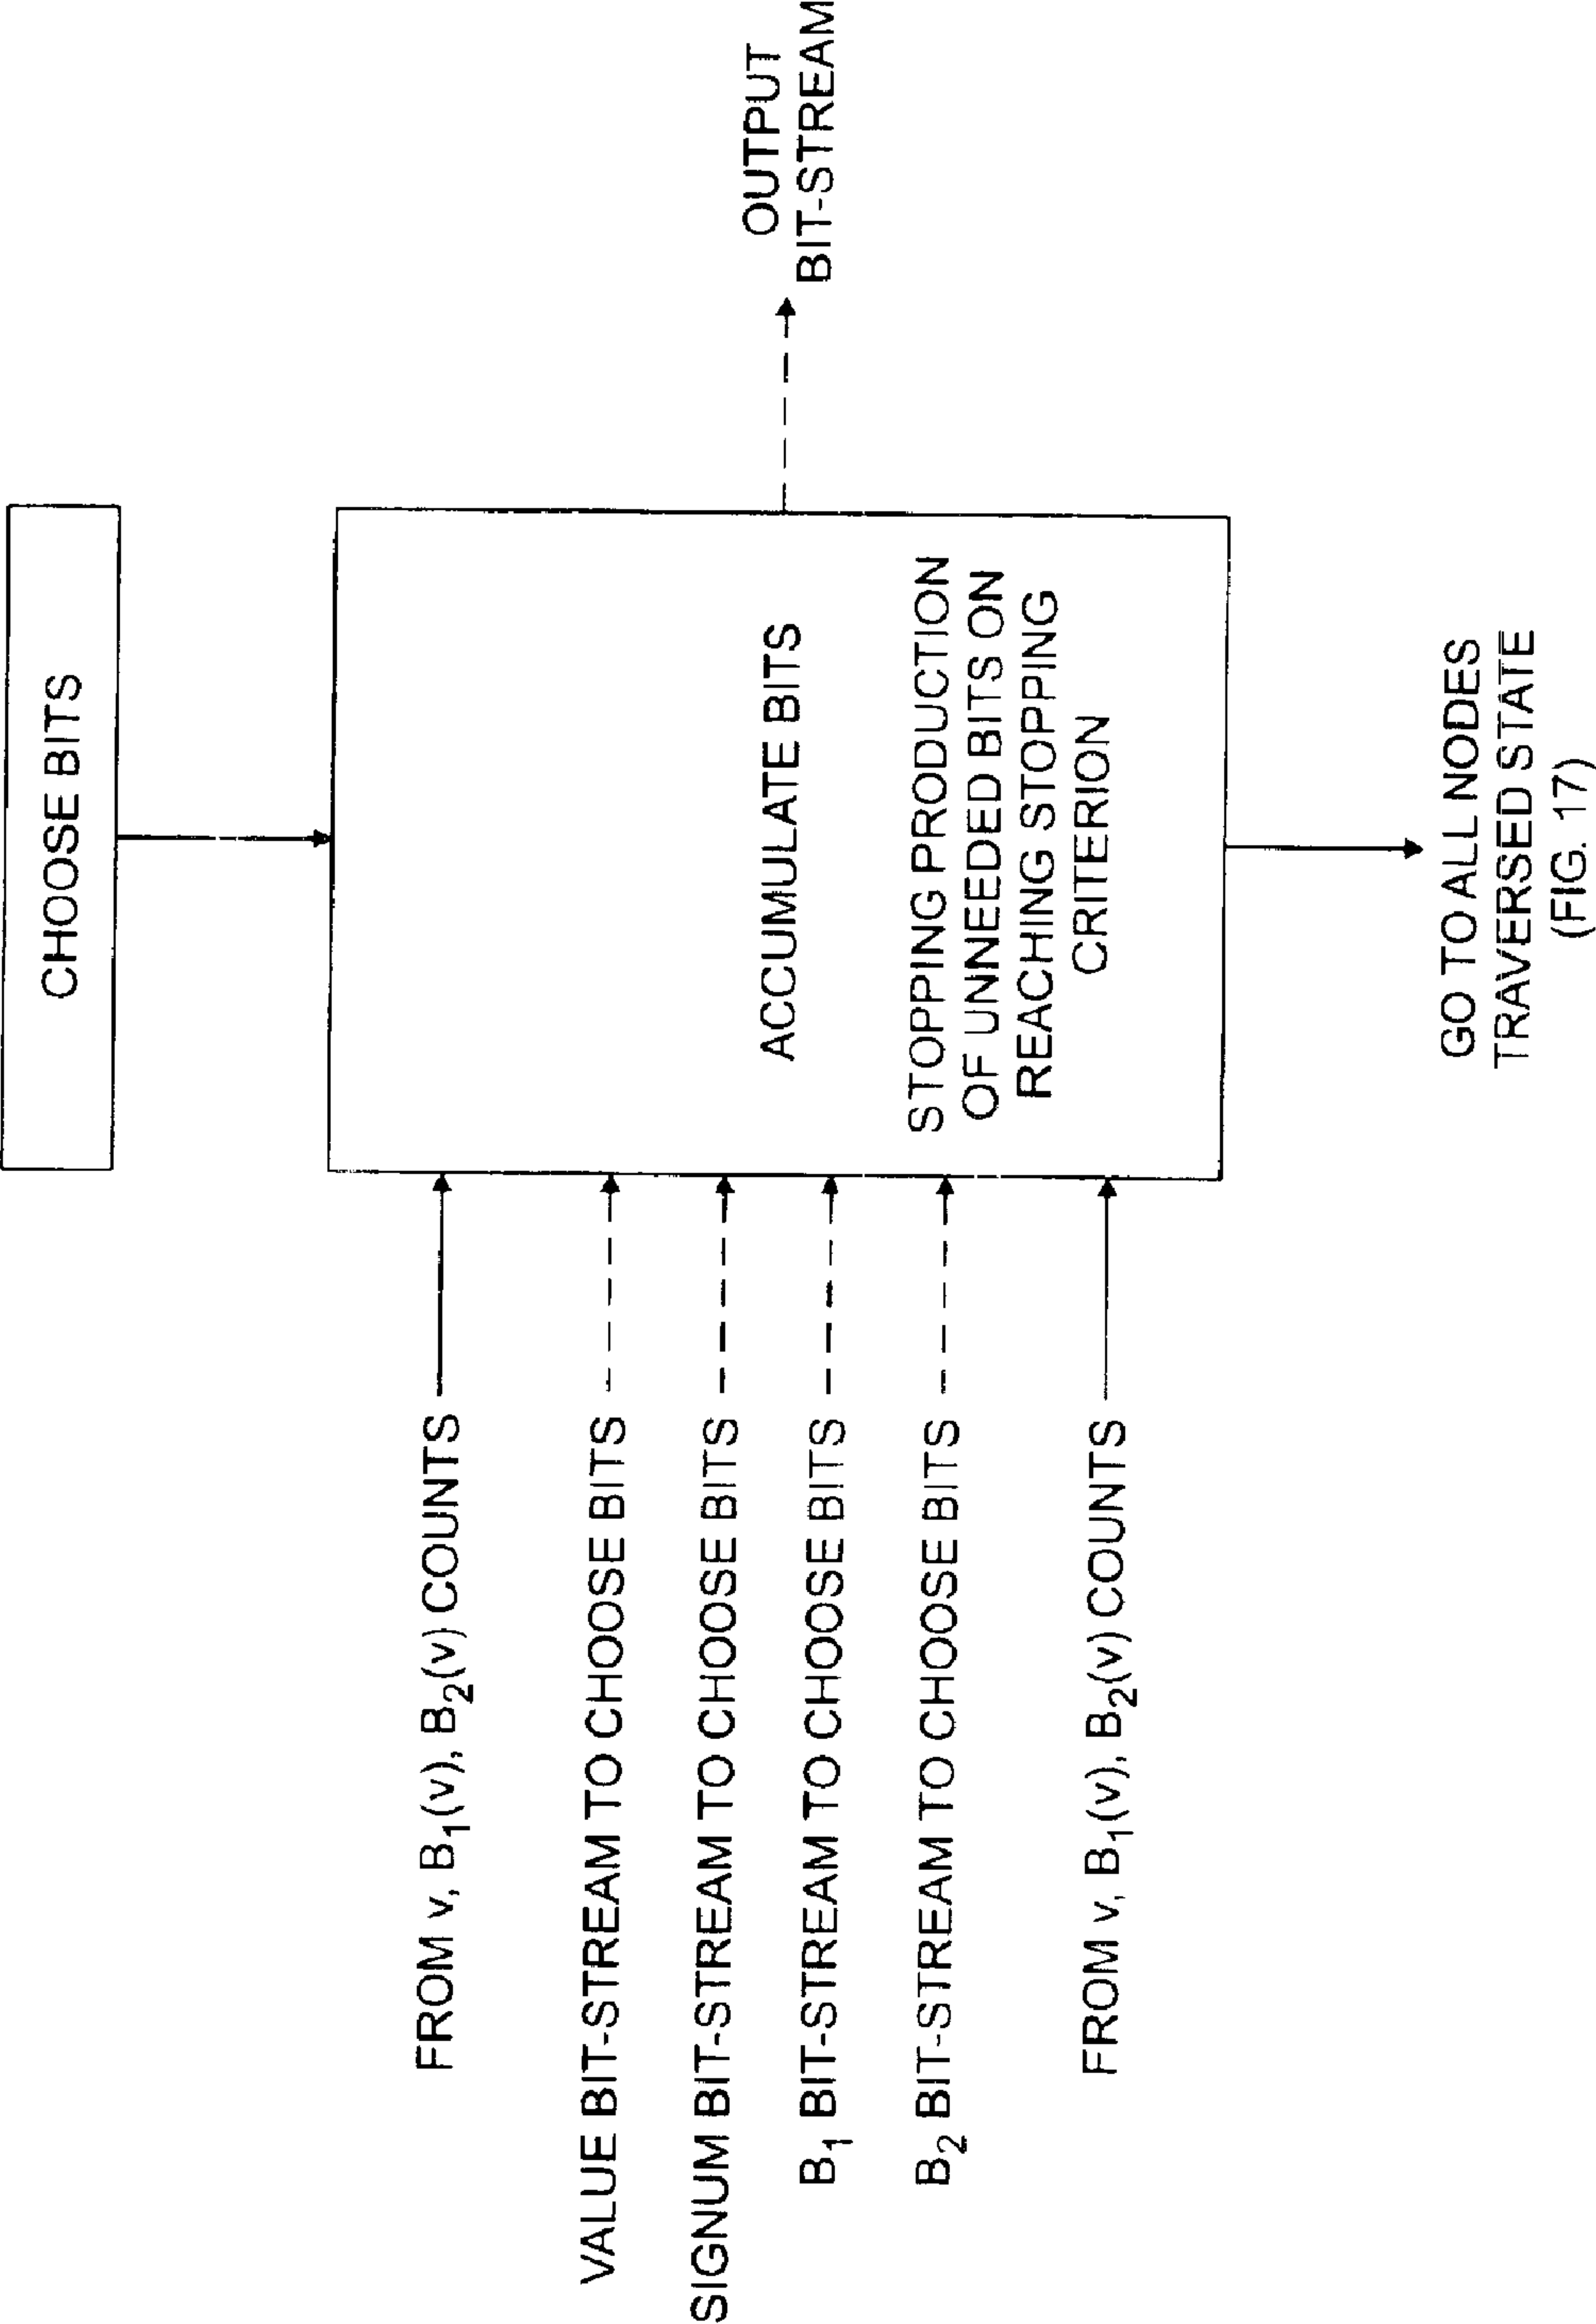 CHOOSE BITS
FROM v, B₁(v), B₂(v) COUNTS
VALUE BIT-STREAM TO CHOOSE BITS
SIGNUM BIT-STREAM TO CHOOSE BITS
B₁ BIT-STREAM TO CHOOSE BITS
B₂ BIT-STREAM TO CHOOSE BITS
FROM v, B₁(v), B₂(v) COUNTS
ACCUMULATE BITS
STOPPING PRODUCTION
OF UNNEEDED BITS ON
REACHING STOPPING
CRITERION
OUTPUT
BIT-STREAM
GO TO ALL NODES
TRAVERSED STATE
(FIG. 17)